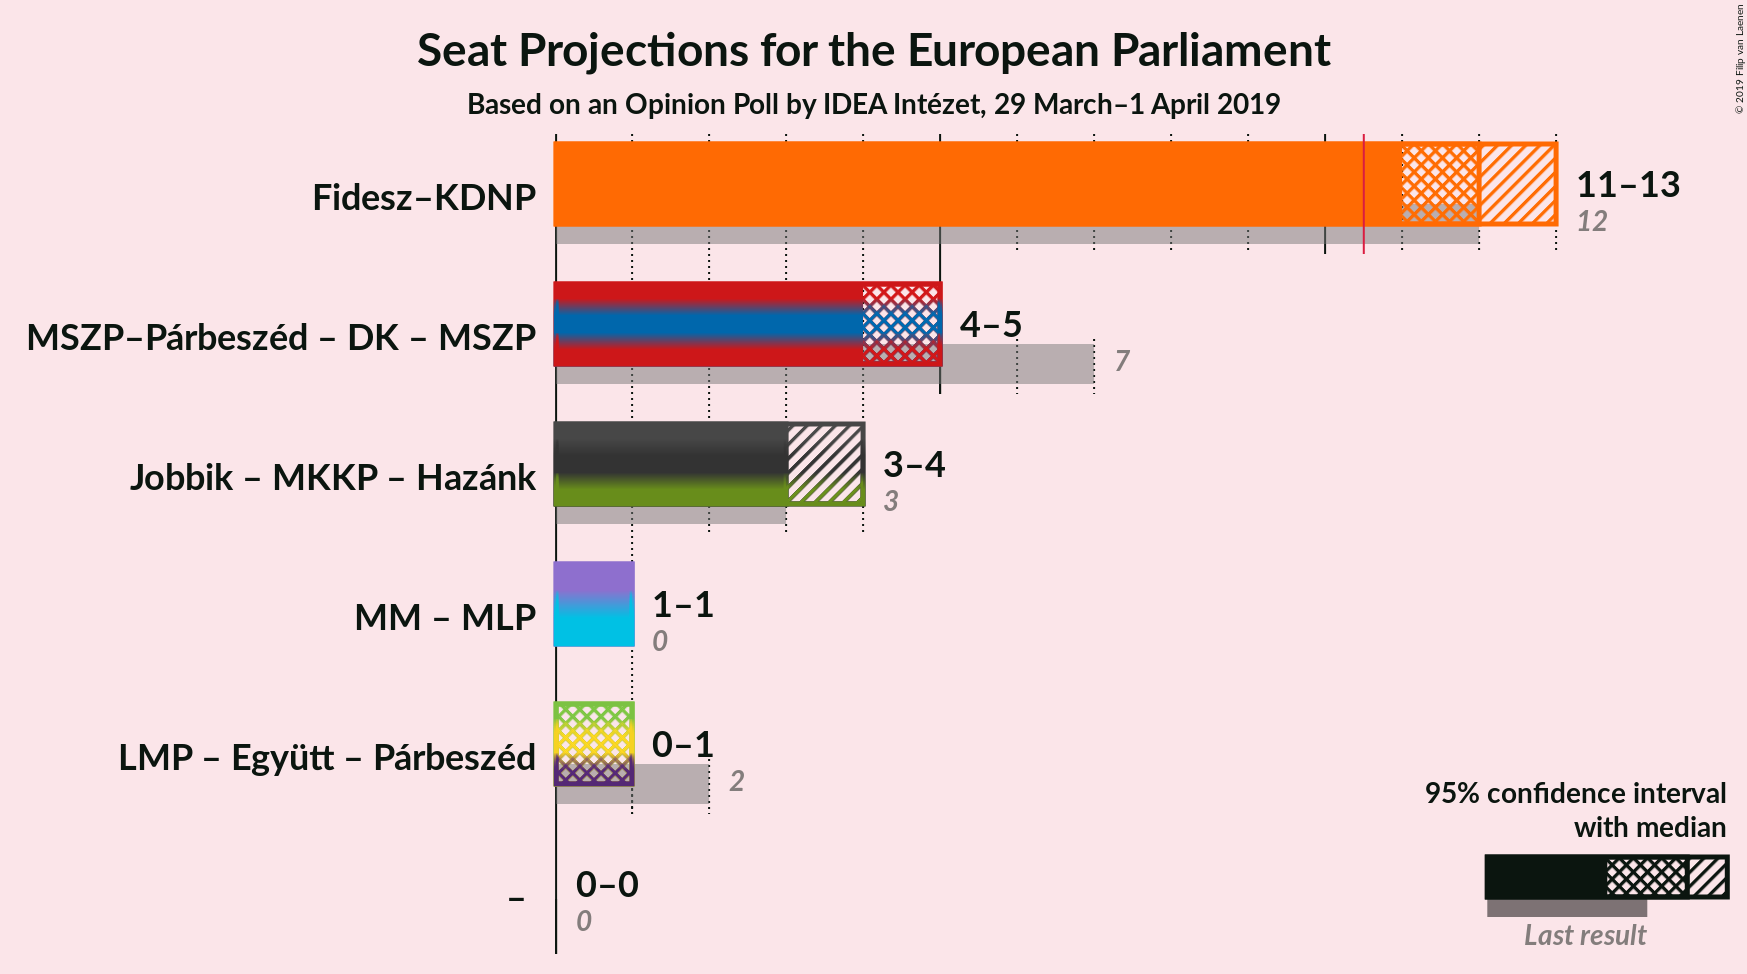 Seat Projections for the European Parliament
Based on an Opinion Poll by IDEA Intézet, 29 March–1 April 2019
© 2019 Filip van Laenen
Fidesz–KDNP
11–13
12
MSZP–Párbeszéd – DK – MSZP
4–5
7
Jobbik – MKKP – Hazánk
3–4
3
MM – MLP
1–1
0
LMP – Együtt – Párbeszéd
0–1
2
–
0–0
0
95% confidence interval
with median
Last result